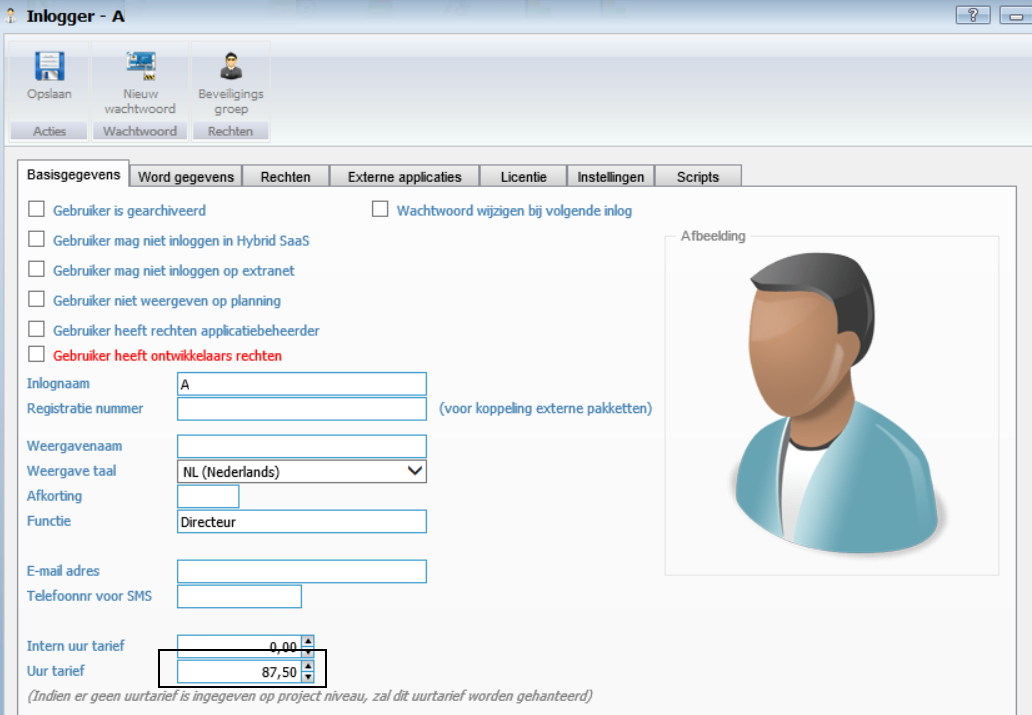 Inlogger - A
?
Opslaan
Nieuw wachtwoord
Beveiligings groep
Acties
Wachtwoord
Rechten
Basisgegevens
Word gegevens
Rechten
Externe applicaties
Licentie
Instellingen
Scripts
Gebruiker is gearchiveerd
Wachtwoord wijzigen bij volgende inlog
Gebruiker mag niet inloggen in Hybrid SaaS
Afbeelding
Gebruiker mag niet inloggen op extranet
Gebruiker niet weergeven op planning
Gebruiker heeft rechten applicatiebeheerder
Gebruiker heeft ontwikkelaars rechten
Inlognaam A
Registratie nummer (voor koppeling externe pakketten)
Weergavenaam
Weergave taal NL (Nederlands)
Afkorting
Functie Directeur
E-mail adres
Telefoonnr voor SMS
Intern uur tarief 0,00
Uur tarief 87,50
(Indien er geen uurtarief is ingegeven op project niveau, zal dit uurtarief worden gehanteerd)